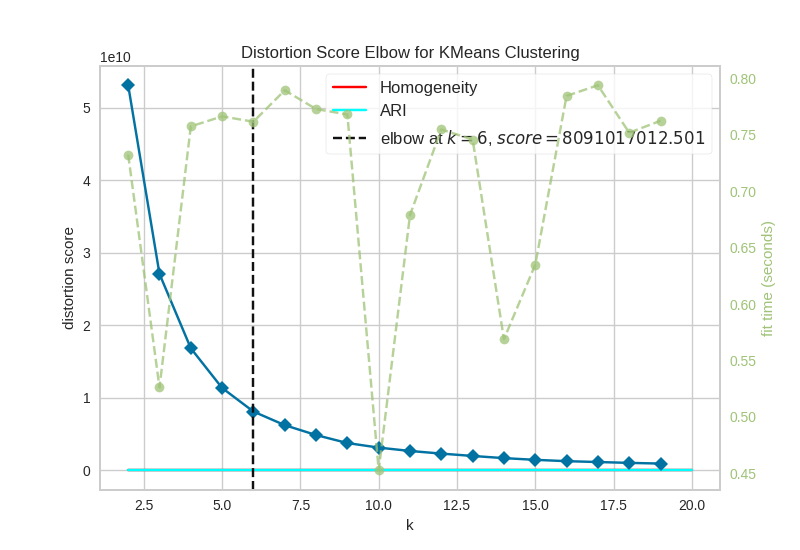 Distortion Score Elbow for KMeans Clustering
1e10
Homogeneity
ARI
elbow at k = 6, score = 8091017012.501
distortion score
5
4
3
2
1
0
0.80
0.75
0.70
0.65
0.60
0.55
0.50
0.45
fit time (seconds)
2.5 5.0 7.5 10.0 12.5 15.0 17.5 20.0
k